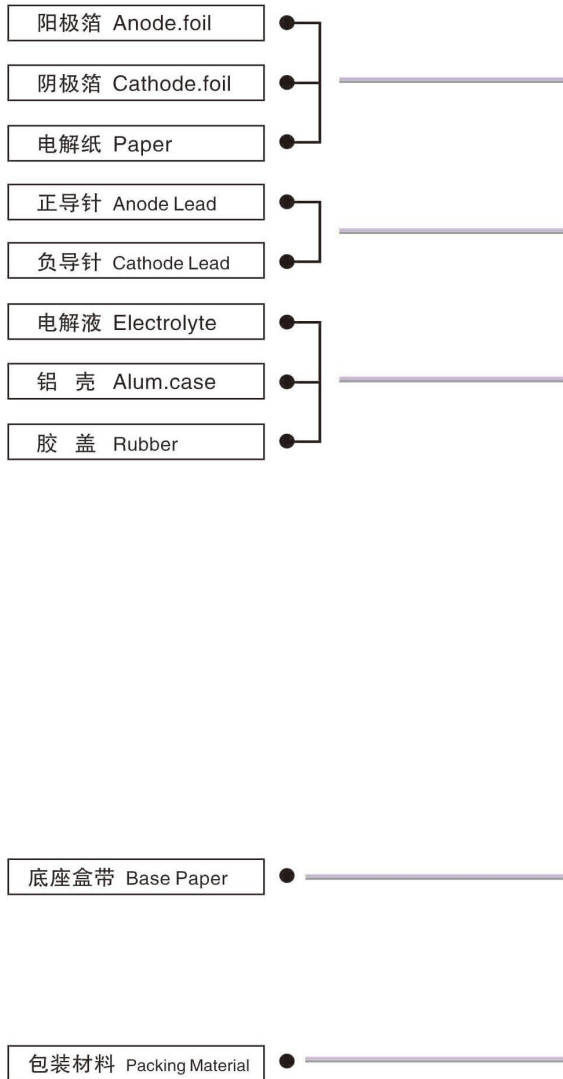 阳极箔 Anode.foil
阴极箔 Cathode.foil
电解纸 Paper
正导针 Anode Lead
负导针 Cathode Lead
电解液 Electrolyte
铝 壳 Alum.case
胶 盖 Rubber
底座盒带 Base Paper
包装材料 Packing Material